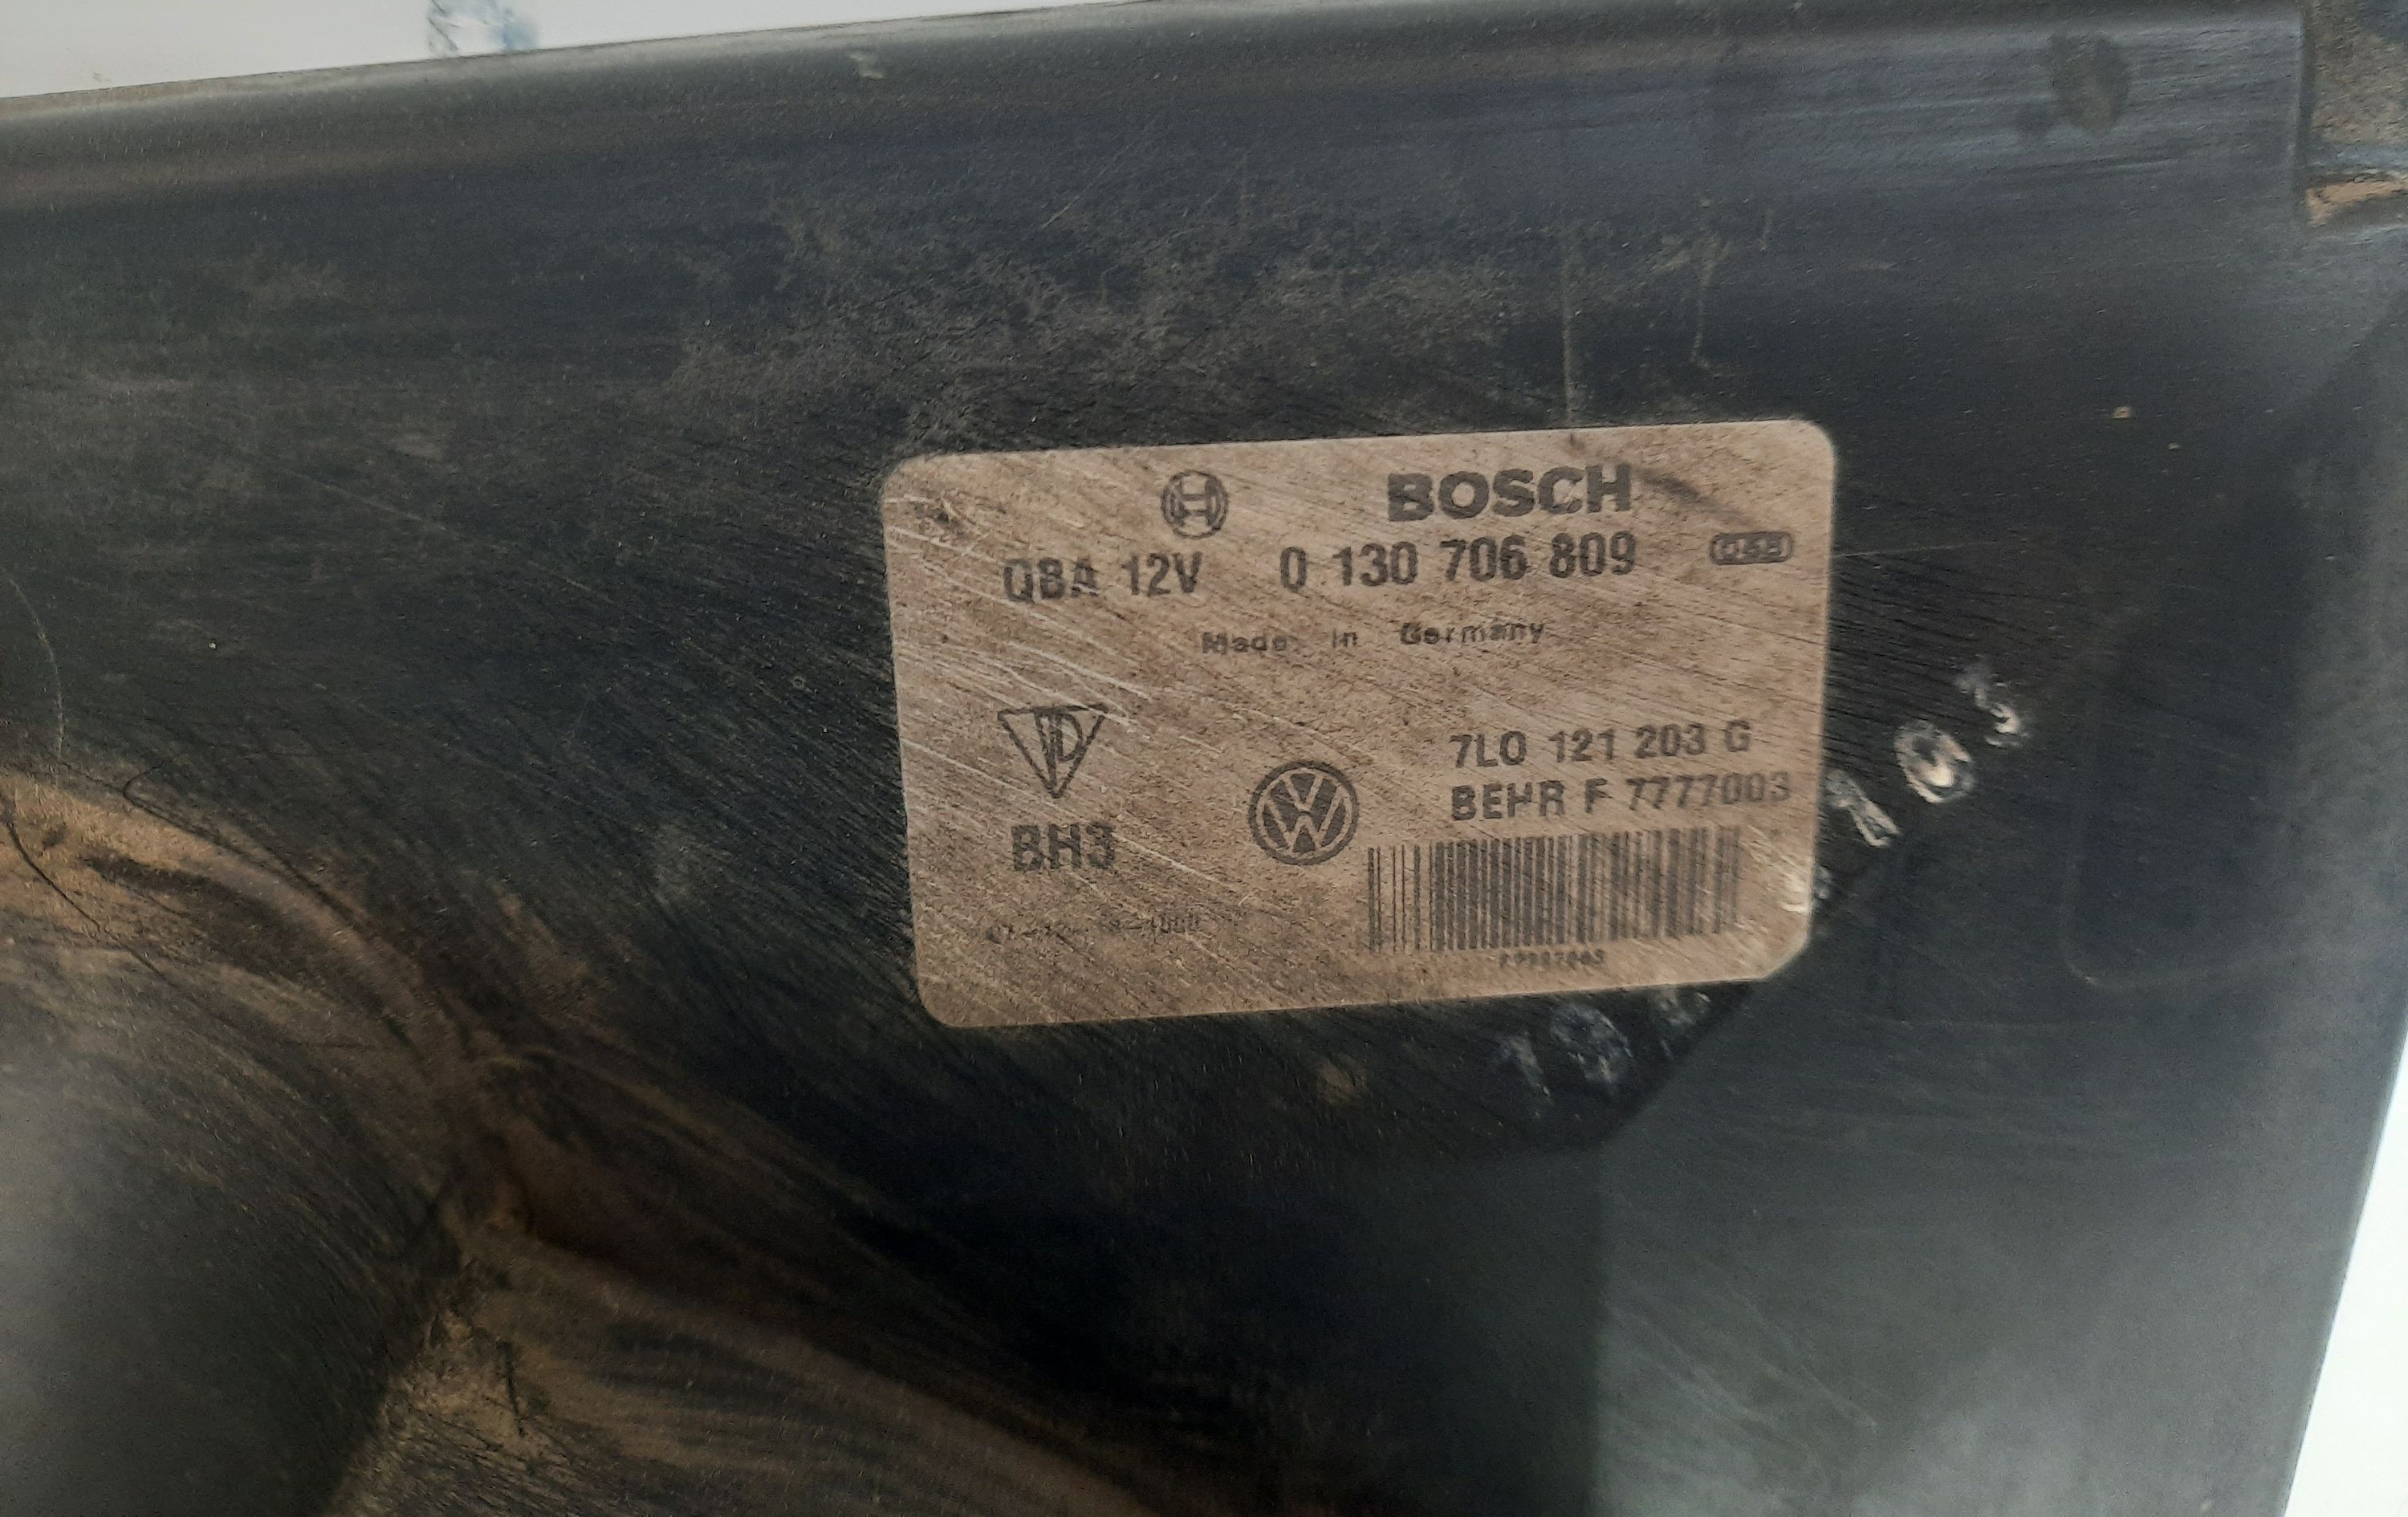 BOSCH
QBA 12V 0 130 706 809
Made in Germany
7L0 121 203 G
BEHR F 7777003
BH3